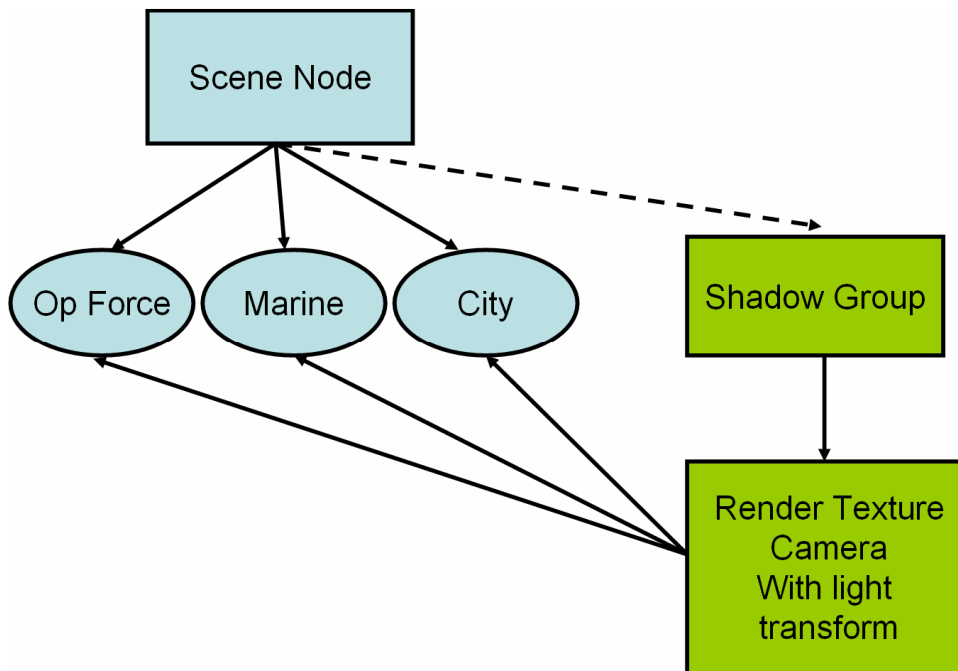 Scene Node
Op Force
Marine
City
Shadow Group
Render Texture
Camera
With light
transform